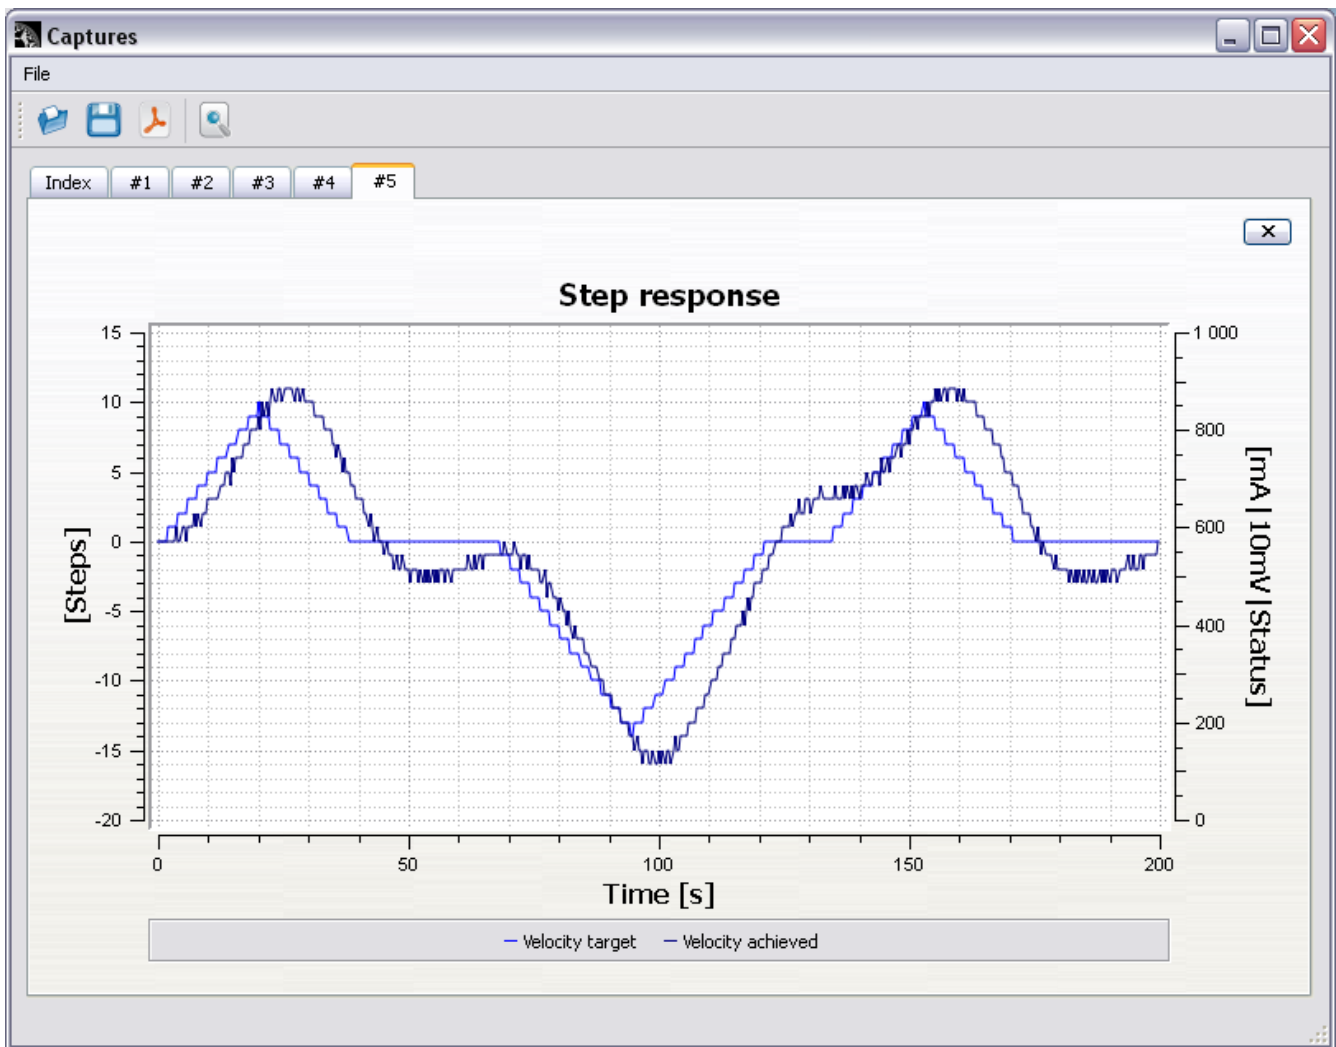 Captures
File
Index #1 #2 #3 #4 #5
Step response
15
10
5
0
-5
-10
-15
-20
[Steps]
1 000
800
600
400
200
0
[mA|10mV|Status]
0 50 100 150 200
Time [s]
Velocity target Velocity achieved